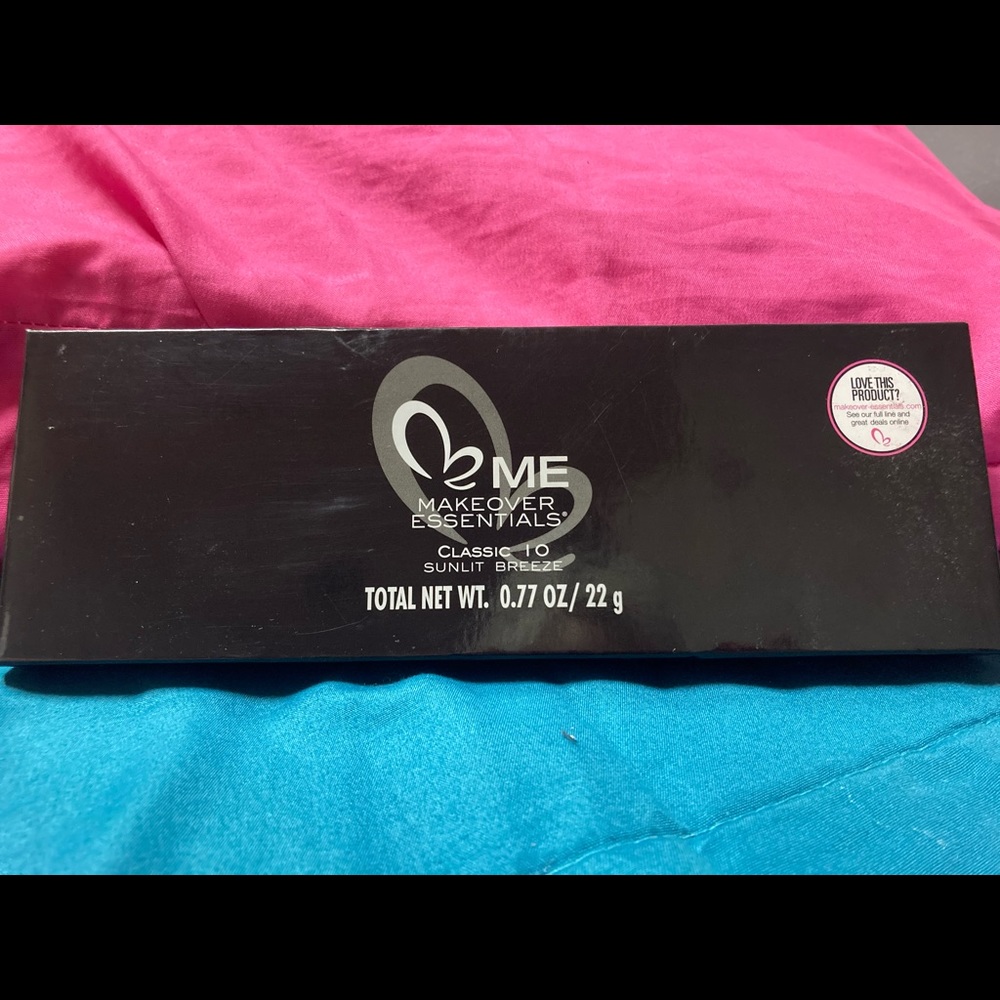 ME
MAKEOVER
ESSENTIALS®
CLASSIC 10
SUNLIT BREEZE
TOTAL NET WT. 0.77 OZ/ 22 g
LOVE THIS
PRODUCT?
makeover-essentials.com
See our full line and
great deals online